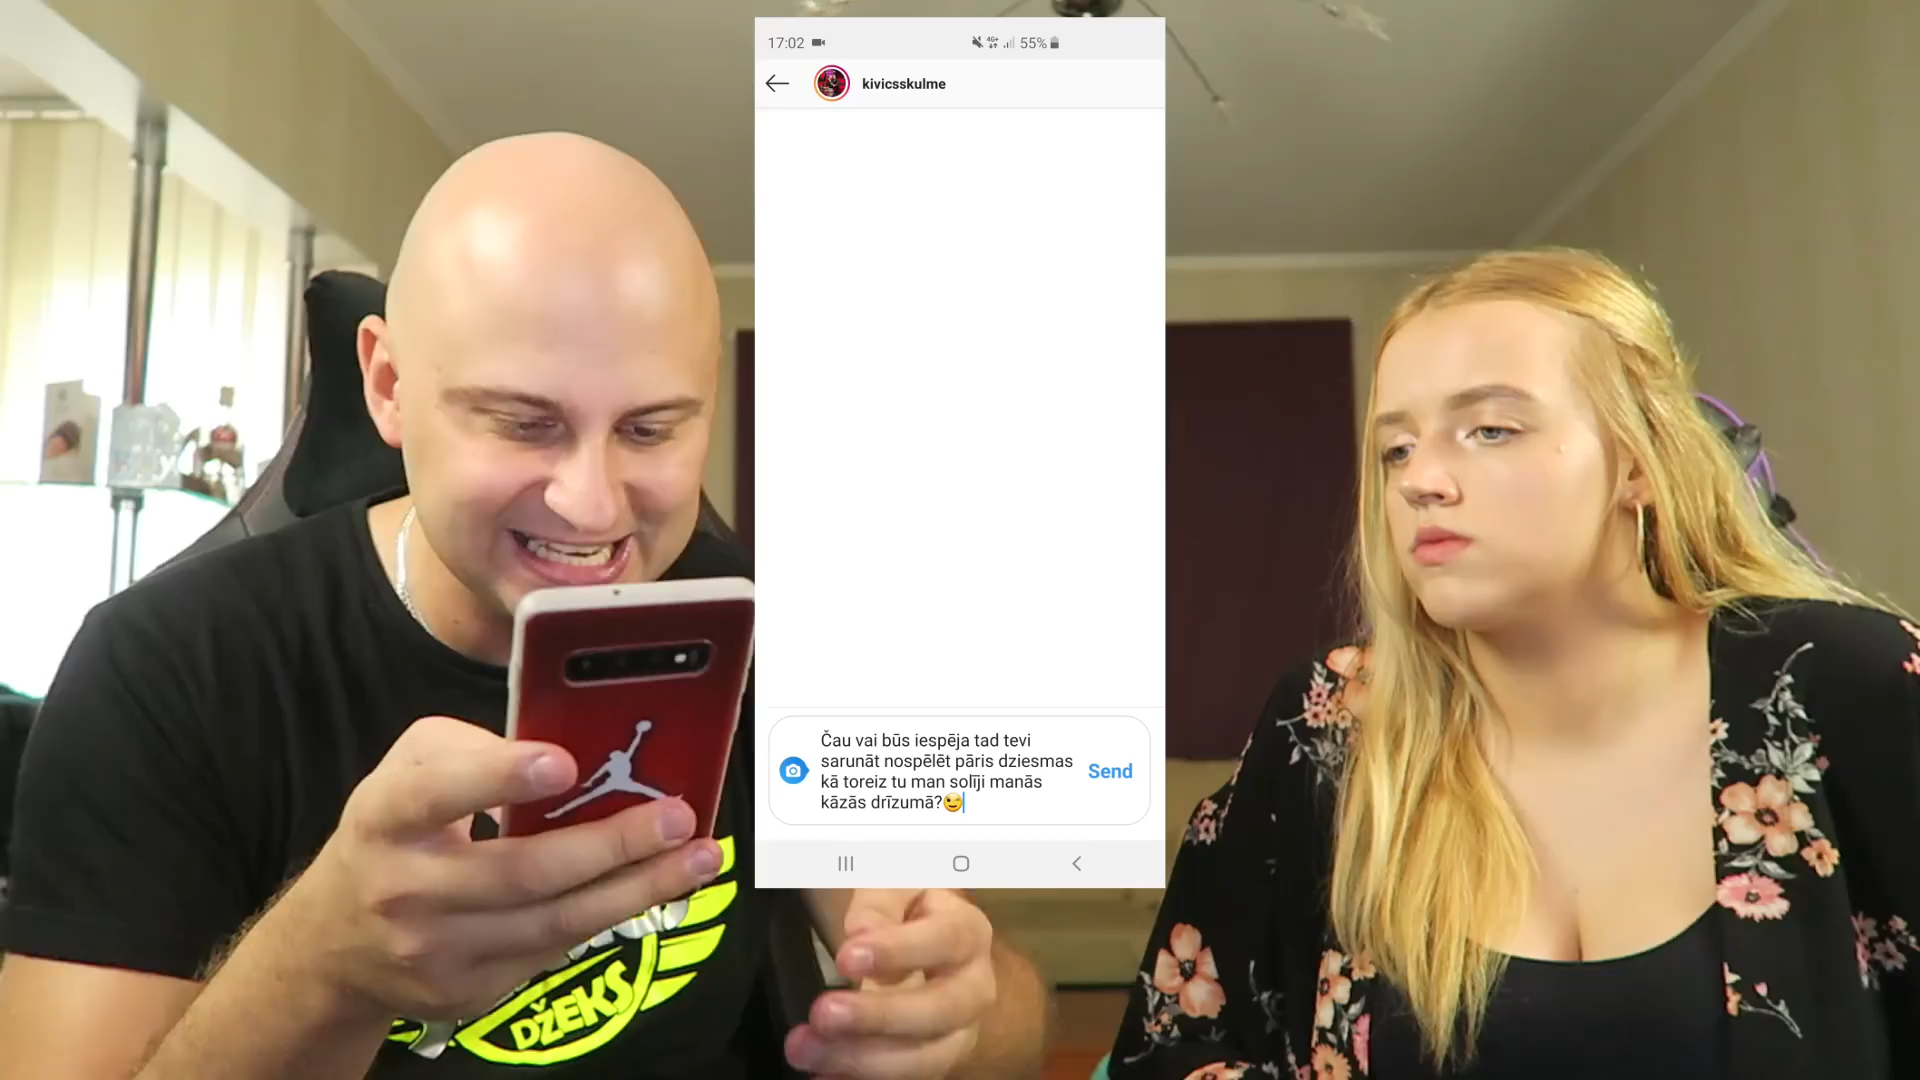 17:02
4G+
55%
kivicsskulme
Čau vai būs iespēja tad tevi
sarunāt nospēlēt pāris dziesmas
kā toreiz tu man solīji manās
kāzās drīzumā?😉
Send
DŽEKS